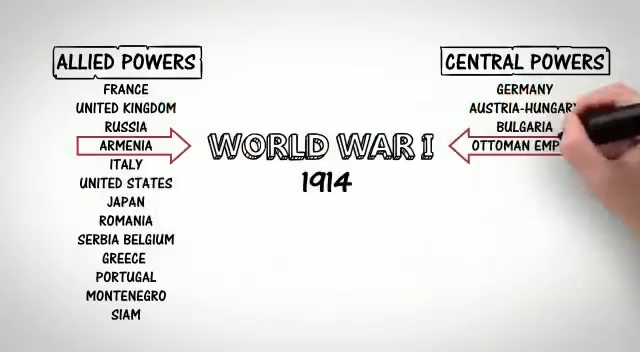 ALLIED POWERS
FRANCE
UNITED KINGDOM
RUSSIA
ARMENIA
ITALY
UNITED STATES
JAPAN
ROMANIA
SERBIA BELGIUM
GREECE
PORTUGAL
MONTENEGRO
SIAM
WORLD WAR I
1914
CENTRAL POWERS
GERMANY
AUSTRIA-HUNGARY
BULGARIA
OTTOMAN EMP